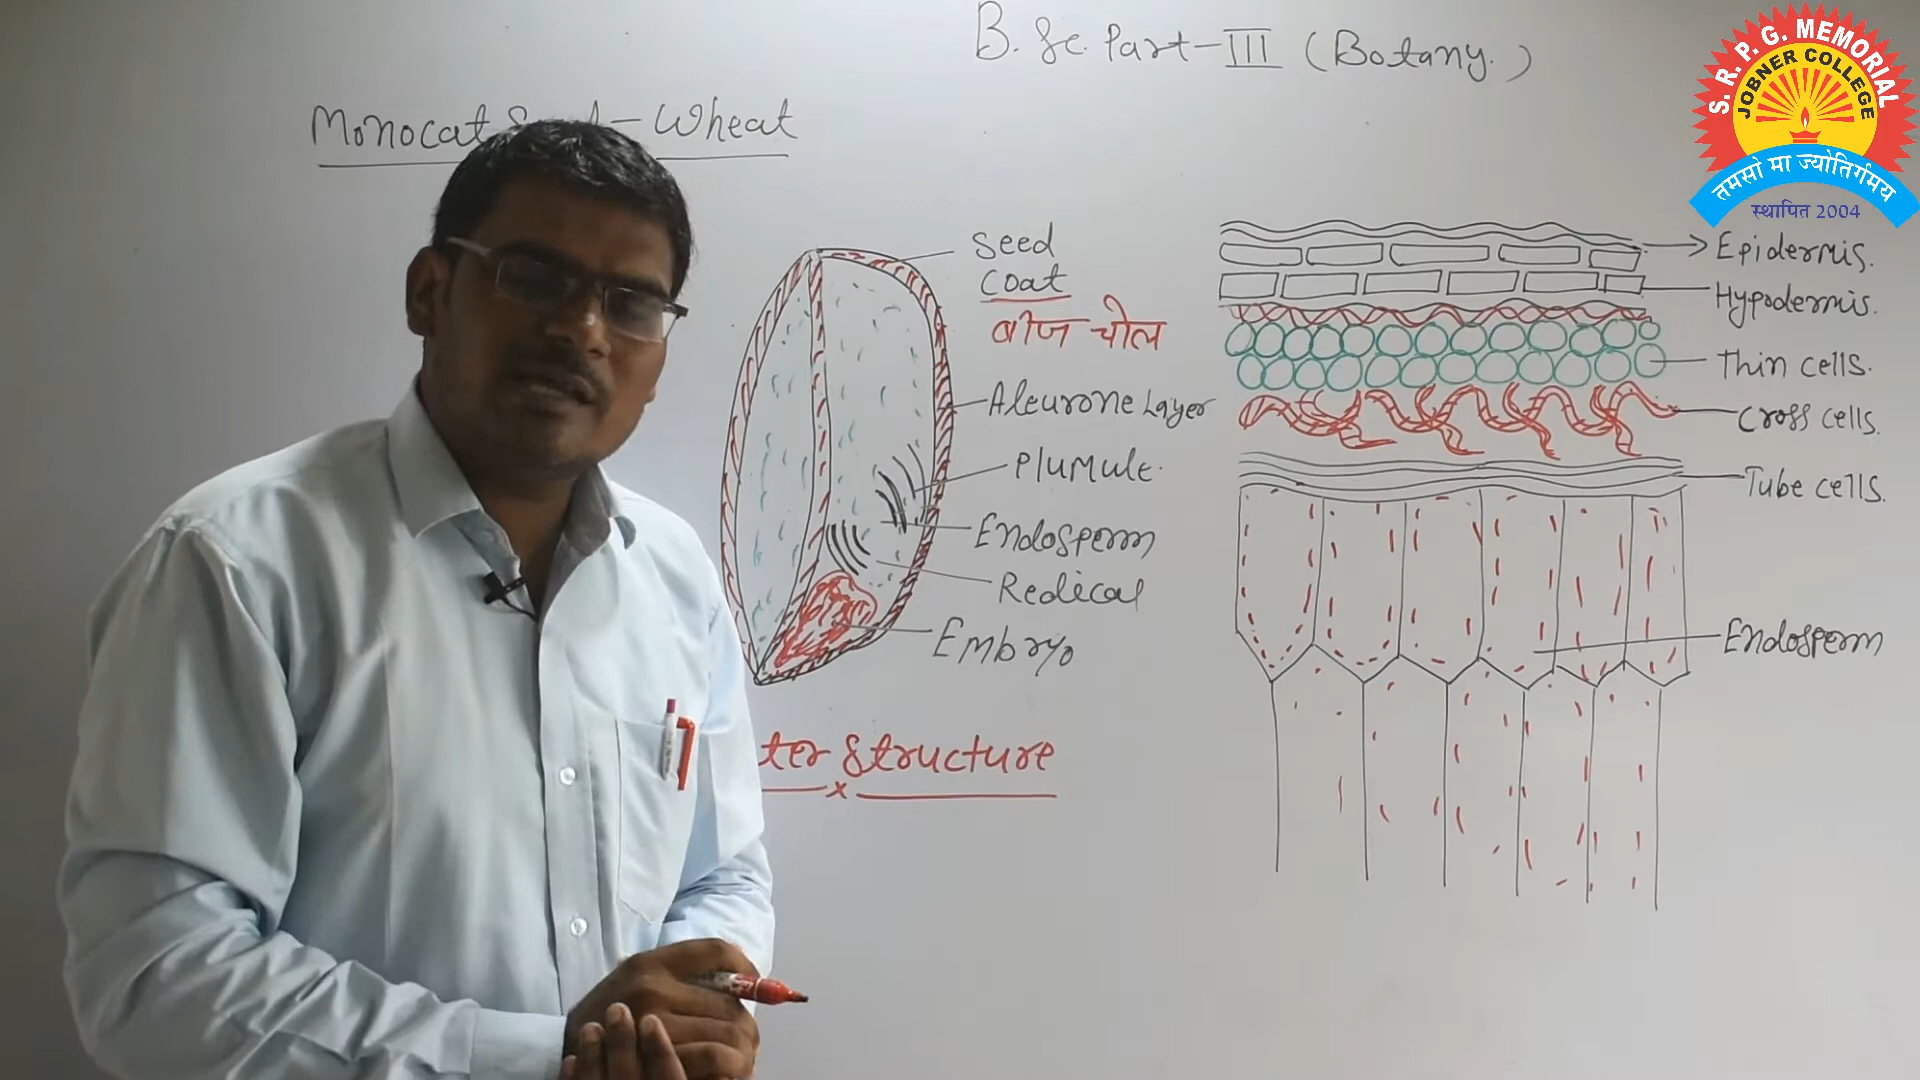 B. Sc. Part-III (Botany.)
Monocat - Wheat
S. R. P. G. MEMORIAL
JOBNER COLLEGE
तमसो मा ज्योतिर्गमय
स्थापित 2004
Seed
Coat
बीज चोल
Aleurone Layer
Plumule.
Endosperm
Redical
Embryo
ter Structure
Epidermis.
Hypodermis.
Thin cells.
Cross cells.
Tube cells.
Endosperm